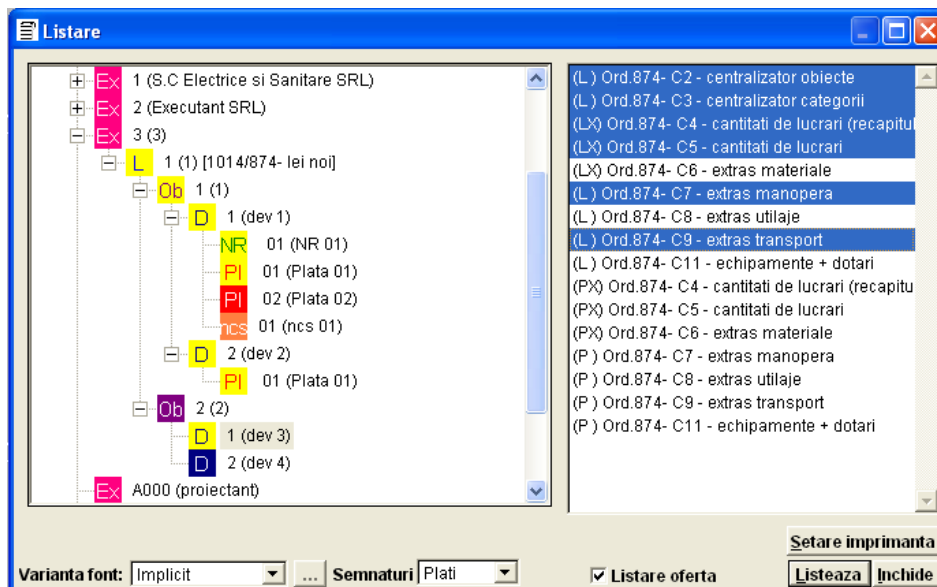 Listare
Ex 1 (S.C Electrice si Sanitare SRL)
Ex 2 (Executant SRL)
Ex 3 (3)
L 1 (1) [1014/874- lei noi]
Ob 1 (1)
D 1 (dev 1)
NR 01 (NR 01)
Pl 01 (Plata 01)
Pl 02 (Plata 02)
ncs 01 (ncs 01)
D 2 (dev 2)
Pl 01 (Plata 01)
Ob 2 (2)
D 1 (dev 3)
D 2 (dev 4)
Ex A000 (proiectant)
(L ) Ord.874- C2 - centralizator obiecte
(L ) Ord.874- C3 - centralizator categorii
(LX) Ord.874- C4 - cantitati de lucrari (recapitul
(LX) Ord.874- C5 - cantitati de lucrari
(LX) Ord.874- C6 - extras materiale
(L ) Ord.874- C7 - extras manopera
(L ) Ord.874- C8 - extras utilaje
(L ) Ord.874- C9 - extras transport
(L ) Ord.874- C11 - echipamente + dotari
(PX) Ord.874- C4 - cantitati de lucrari (recapitu
(PX) Ord.874- C5 - cantitati de lucrari
(PX) Ord.874- C6 - extras materiale
(P ) Ord.874- C7 - extras manopera
(P ) Ord.874- C8 - extras utilaje
(P ) Ord.874- C9 - extras transport
(P ) Ord.874- C11 - echipamente + dotari
Setare imprimanta
Varianta font: Implicit ... Semnaturi Plati Listare oferta Listeaza Inchide